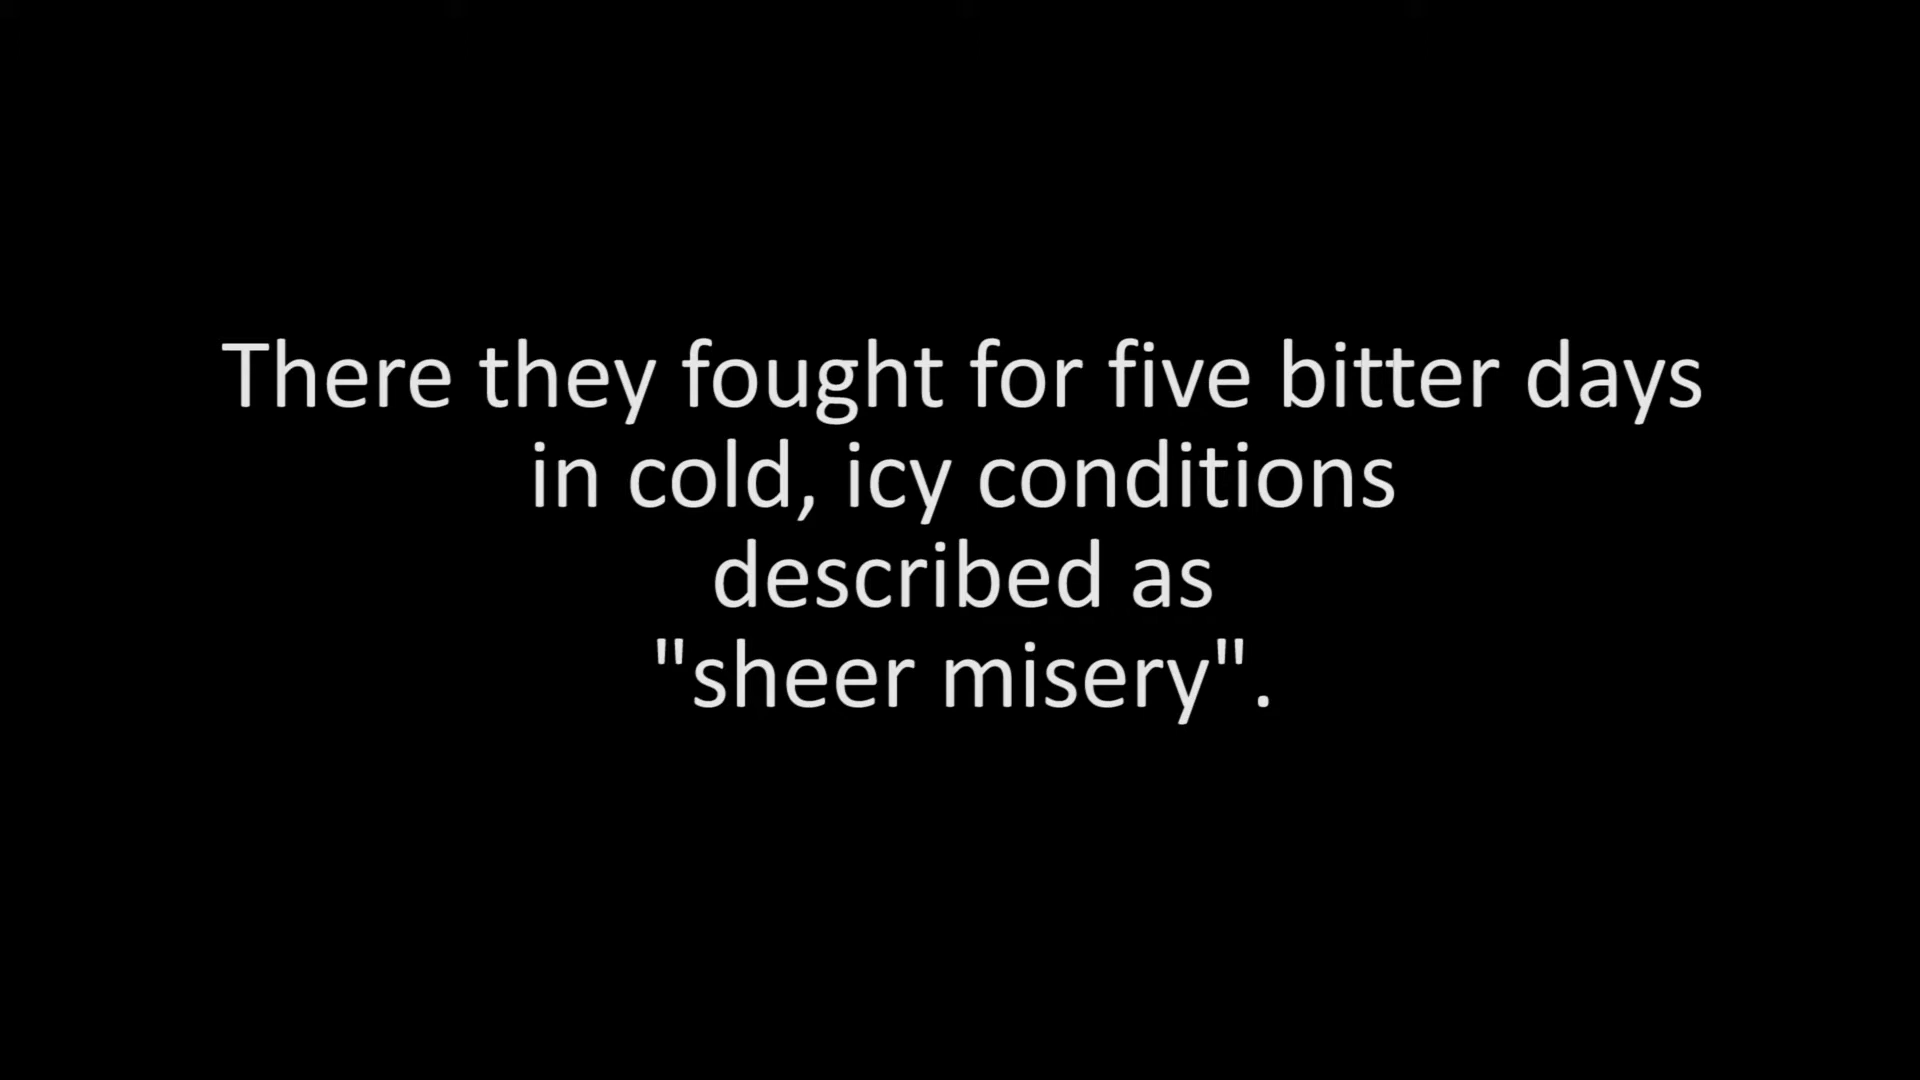 There they fought for five bitter days
in cold, icy conditions
described as
"sheer misery".